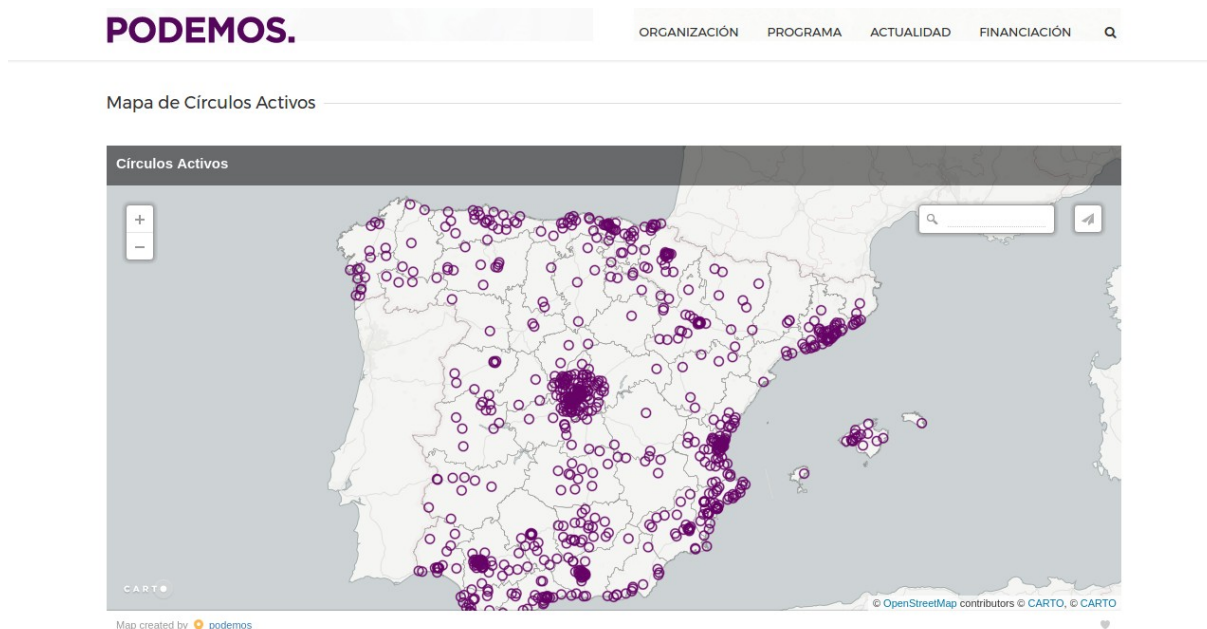 PODEMOS.
ORGANIZACIÓN PROGRAMA ACTUALIDAD FINANCIACIÓN
Mapa de Círculos Activos
Círculos Activos
+
−
CARTO
© OpenStreetMap contributors © CARTO, © CARTO
Map created by podemos